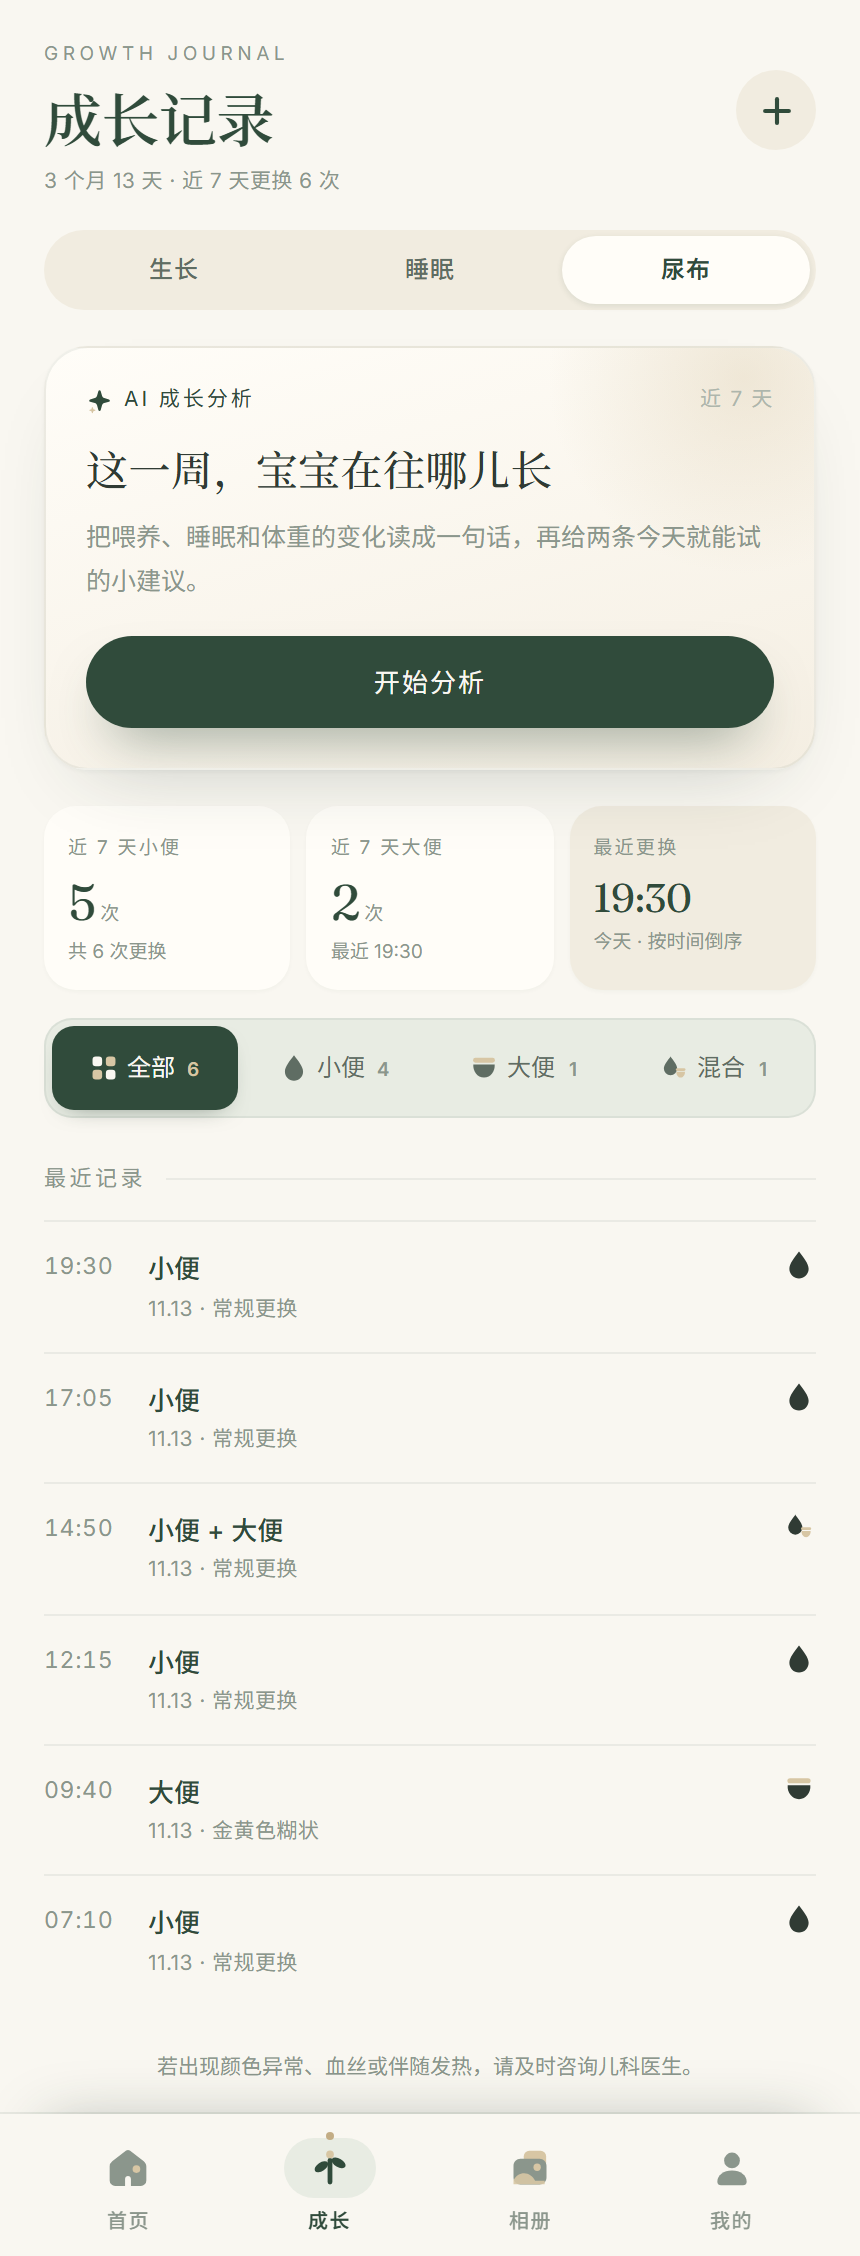 GROWTH JOURNAL
成长记录
3 个月 13 天 · 近 7 天更换 6 次
生长 睡眠 尿布
AI 成长分析 近 7 天
这一周，宝宝在往哪儿长
把喂养、睡眠和体重的变化读成一句话，再给两条今天就能试
的小建议。
开始分析
近 7 天小便
5 次
共 6 次更换
近 7 天大便
2 次
最近 19:30
最近更换
19:30
今天 · 按时间倒序
全部 6 小便 4 大便 1 混合 1
最近记录
19:30 小便
11.13 · 常规更换
17:05 小便
11.13 · 常规更换
14:50 小便 + 大便
11.13 · 常规更换
12:15 小便
11.13 · 常规更换
09:40 大便
11.13 · 金黄色糊状
07:10 小便
11.13 · 常规更换
若出现颜色异常、血丝或伴随发热，请及时咨询儿科医生。
首页 成长 相册 我的